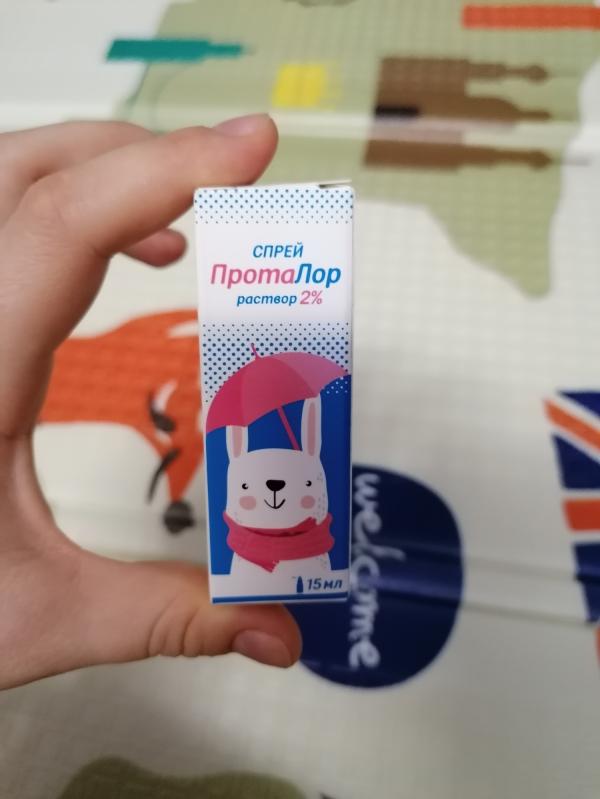 СПРЕЙ
ПротаЛор
раствор 2%
15 мл
welcome